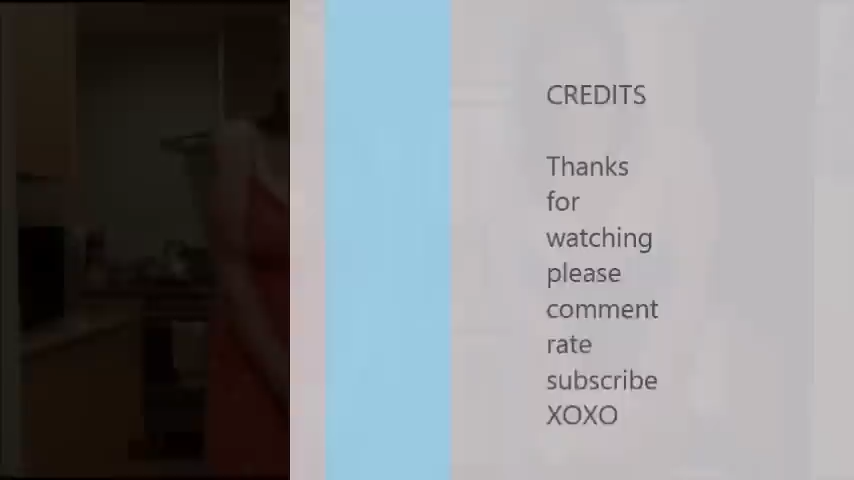 CREDITS
Thanks
for
watching
please
comment
rate
subscribe
XOXO